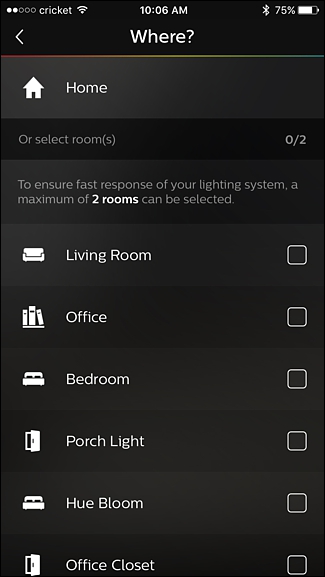 cricket 10:06 AM 75%
Where?
Home
Or select room(s) 0/2
To ensure fast response of your lighting system, a
maximum of 2 rooms can be selected.
Living Room
Office
Bedroom
Porch Light
Hue Bloom
Office Closet